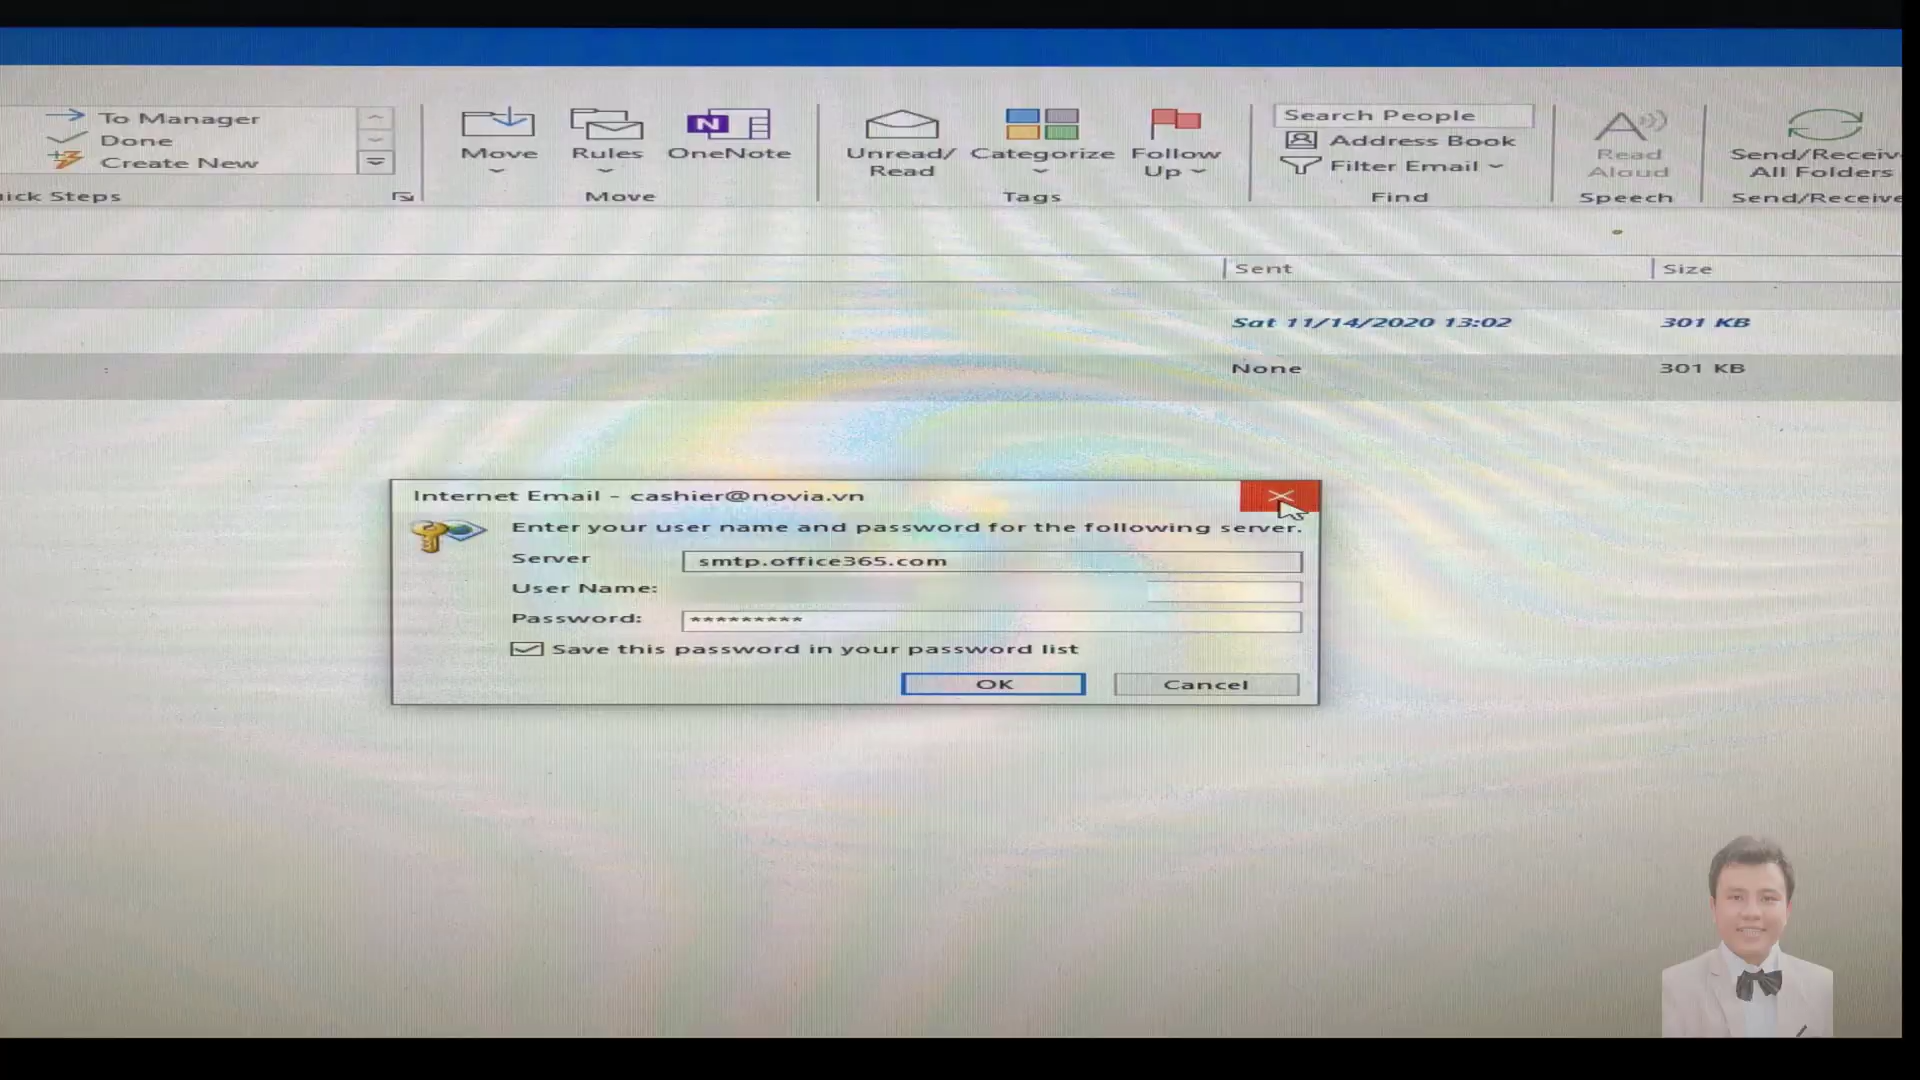 To Manager
Done
Create New
ick Steps
Move
Rules
OneNote
Move
Unread/
Read
Categorize
Follow
Up
Tags
Search People
Address Book
Filter Email
Find
Read
Aloud
Speech
Send/Receiv
All Folders
Send/Receive
Sent
Size
Sat 11/14/2020 13:02
301 KB
None
301 KB
Internet Email - cashier@novia.vn
Enter your user name and password for the following server.
Server
smtp.office365.com
User Name:
Password:
*********
Save this password in your password list
OK
Cancel